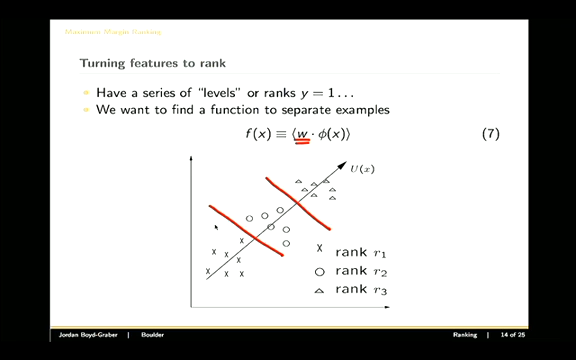 Maximum Margin Ranking
Turning features to rank
Have a series of “levels” or ranks y = 1 . . .
We want to find a function to separate examples
f(x) ≡ ⟨w · ϕ(x)⟩ (7)
U(x)
x rank r₁
○ rank r₂
△ rank r₃
Jordan Boyd-Graber | Boulder Ranking | 14 of 25